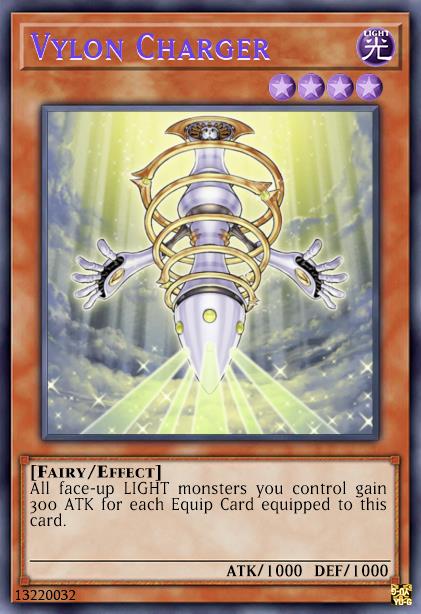 Vylon Charger
LIGHT
光
[Fairy/Effect]
All face-up LIGHT monsters you control gain
300 ATK for each Equip Card equipped to this
card.
ATK/1000 DEF/1000
13220032